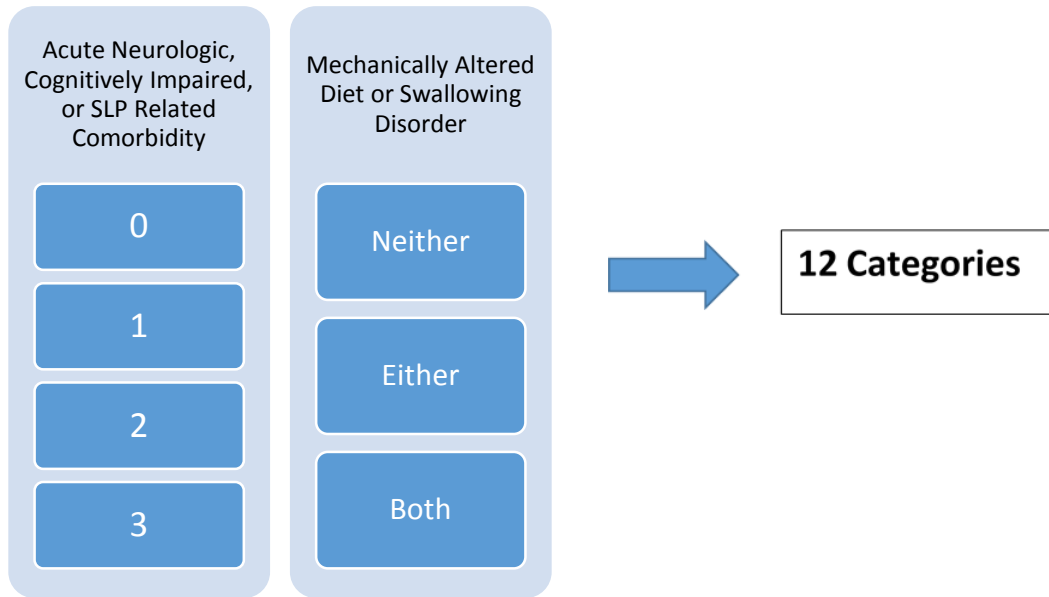 Acute Neurologic,
Cognitively Impaired,
or SLP Related
Comorbidity
0
1
2
3
Mechanically Altered
Diet or Swallowing
Disorder
Neither
Either
Both
12 Categories